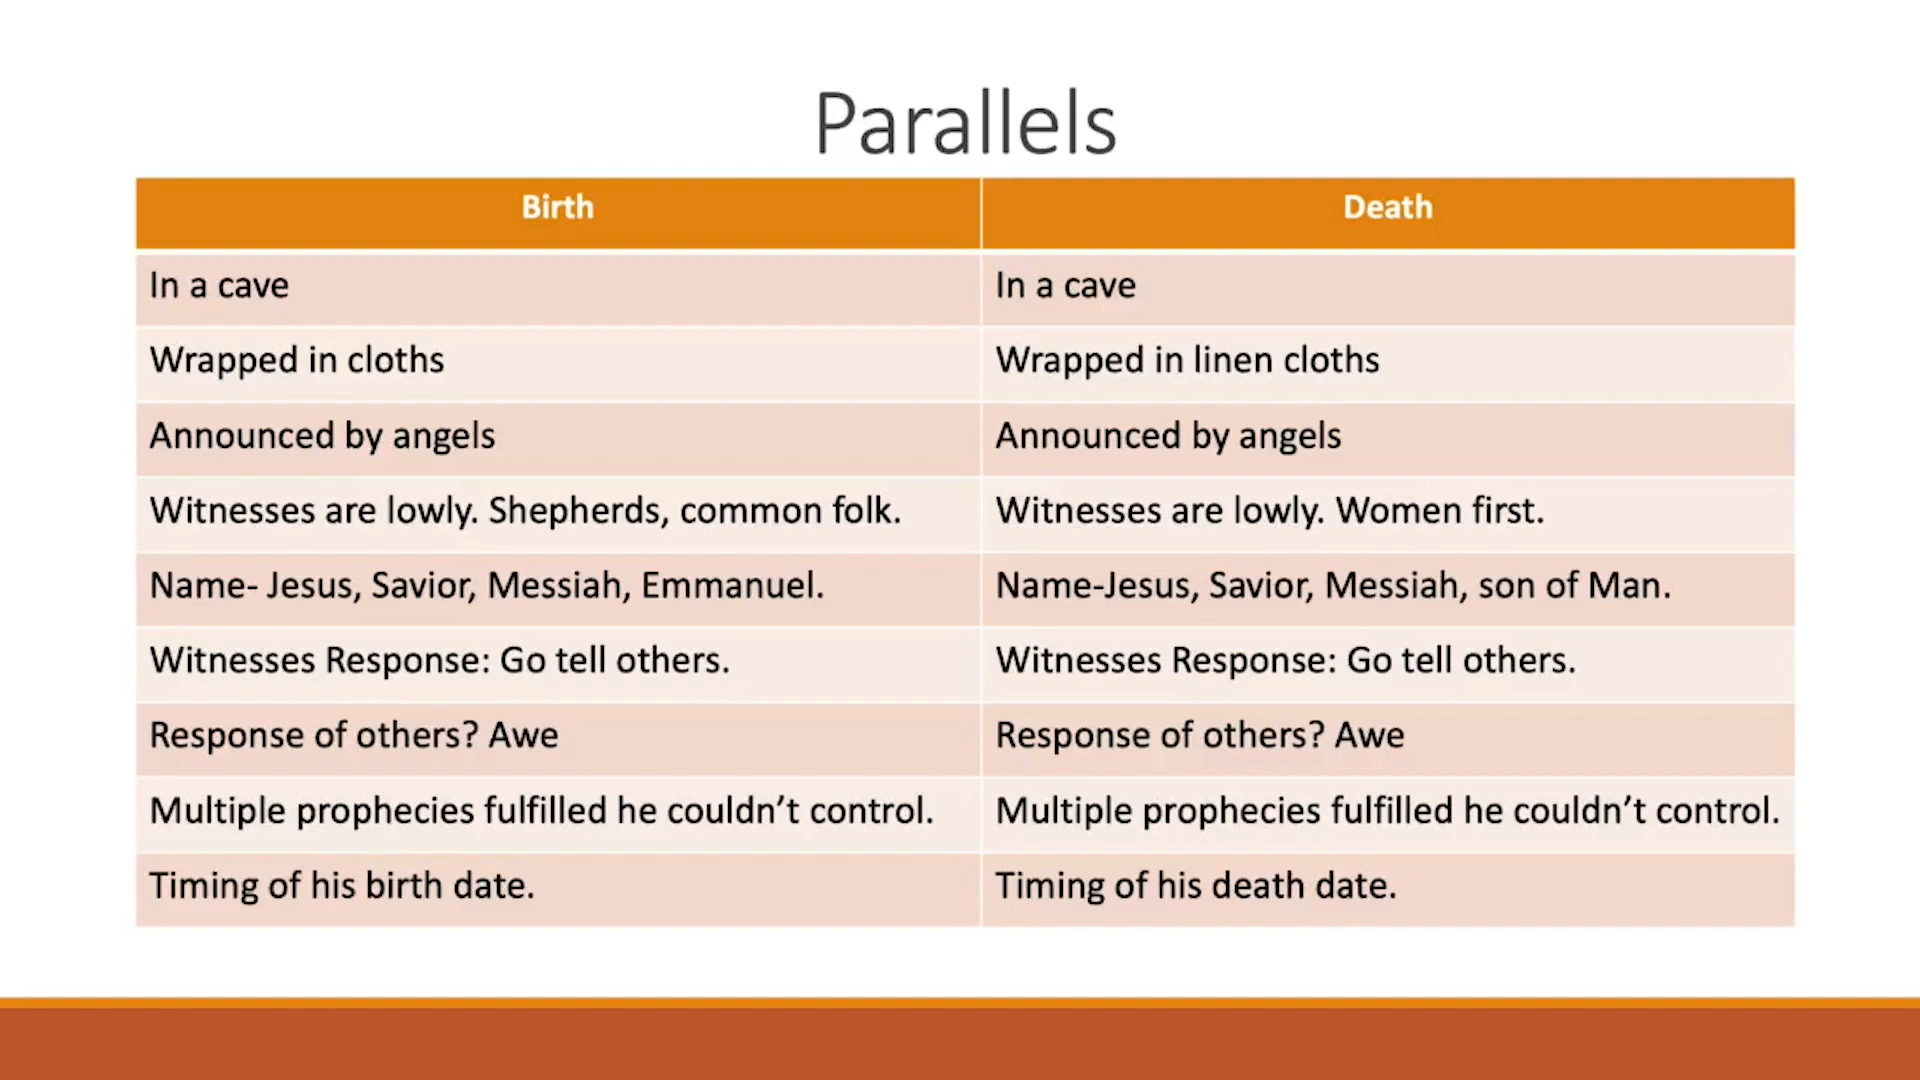 Parallels
Birth
Death
In a cave
In a cave
Wrapped in cloths
Wrapped in linen cloths
Announced by angels
Announced by angels
Witnesses are lowly. Shepherds, common folk.
Witnesses are lowly. Women first.
Name- Jesus, Savior, Messiah, Emmanuel.
Name-Jesus, Savior, Messiah, son of Man.
Witnesses Response: Go tell others.
Witnesses Response: Go tell others.
Response of others? Awe
Response of others? Awe
Multiple prophecies fulfilled he couldn’t control.
Multiple prophecies fulfilled he couldn’t control.
Timing of his birth date.
Timing of his death date.